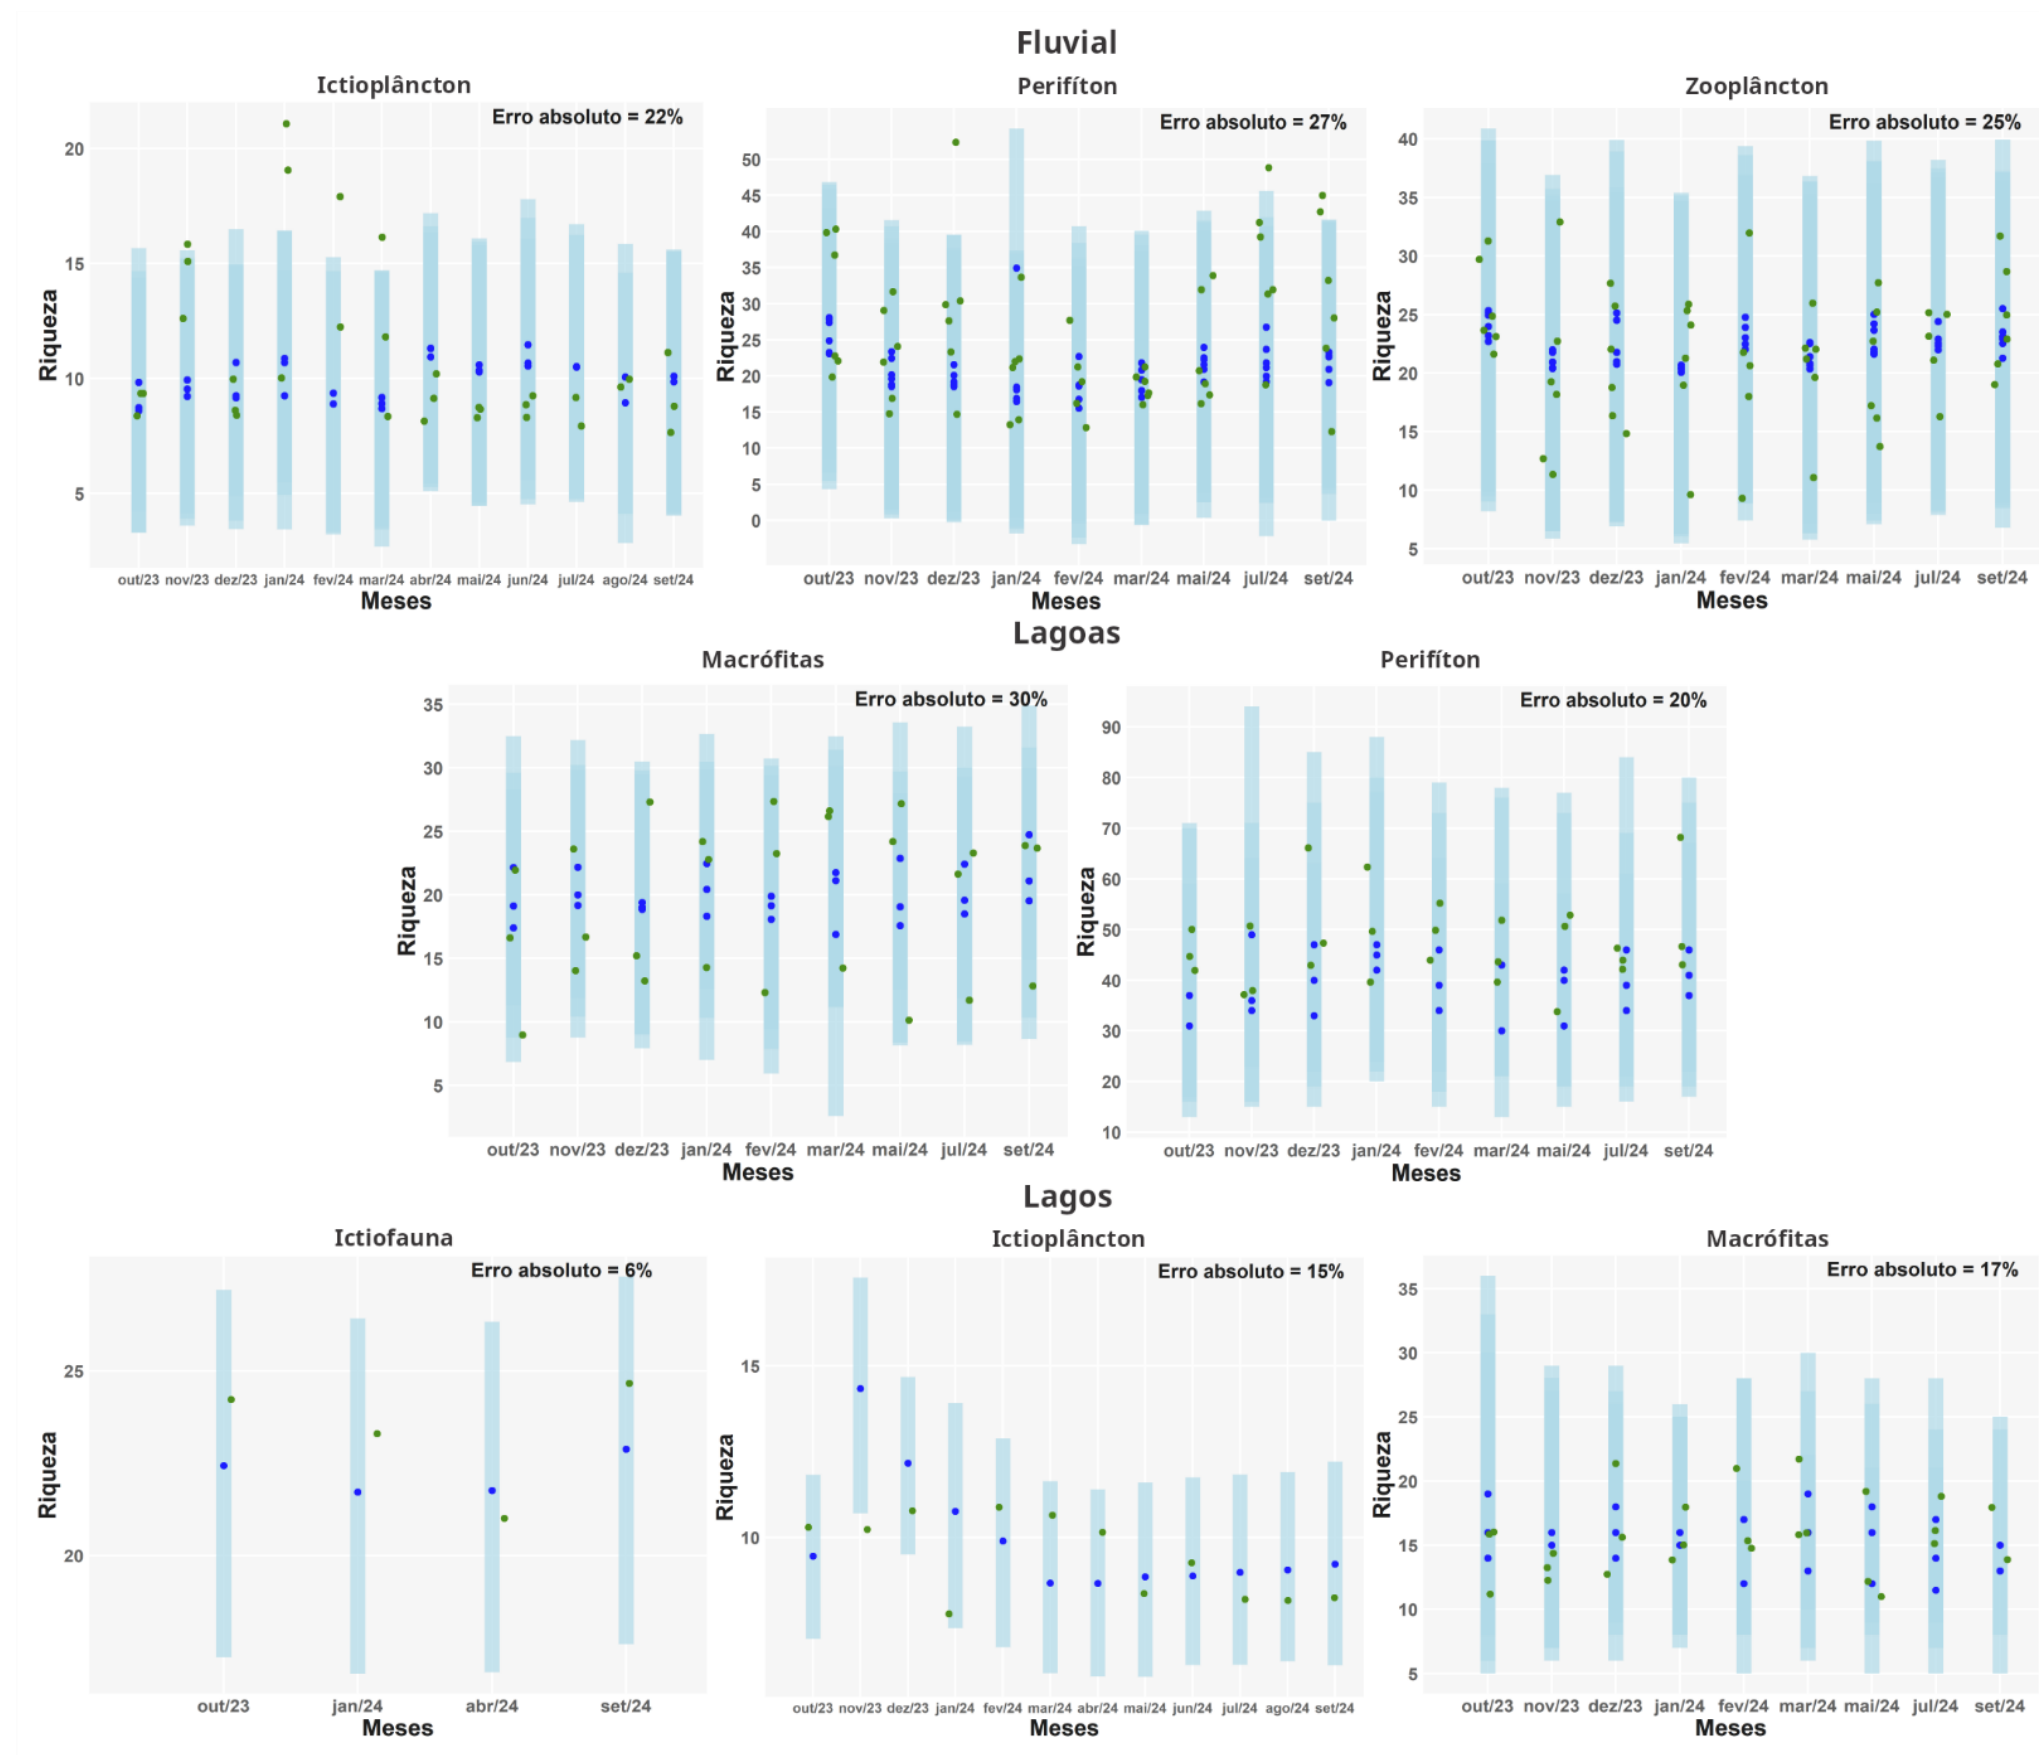 Fluvial
Ictioplâncton
Erro absoluto = 22%
Riqueza
20
15
10
5
out/23 nov/23 dez/23 jan/24 fev/24 mar/24 abr/24 mai/24 jun/24 jul/24 ago/24 set/24
Meses
Perifíton
Erro absoluto = 27%
Riqueza
50
45
40
35
30
25
20
15
10
5
0
out/23 nov/23 dez/23 jan/24 fev/24 mar/24 mai/24 jul/24 set/24
Meses
Zooplâncton
Erro absoluto = 25%
Riqueza
40
35
30
25
20
15
10
5
out/23 nov/23 dez/23 jan/24 fev/24 mar/24 mai/24 jul/24 set/24
Meses
Lagoas
Macrófitas
Erro absoluto = 30%
Riqueza
35
30
25
20
15
10
5
out/23 nov/23 dez/23 jan/24 fev/24 mar/24 mai/24 jul/24 set/24
Meses
Perifíton
Erro absoluto = 20%
Riqueza
90
80
70
60
50
40
30
20
10
out/23 nov/23 dez/23 jan/24 fev/24 mar/24 mai/24 jul/24 set/24
Meses
Lagos
Ictiofauna
Erro absoluto = 6%
Riqueza
25
20
out/23 jan/24 abr/24 set/24
Meses
Ictioplâncton
Erro absoluto = 15%
Riqueza
15
10
out/23 nov/23 dez/23 jan/24 fev/24 mar/24 abr/24 mai/24 jun/24 jul/24 ago/24 set/24
Meses
Macrófitas
Erro absoluto = 17%
Riqueza
35
30
25
20
15
10
5
out/23 nov/23 dez/23 jan/24 fev/24 mar/24 mai/24 jul/24 set/24
Meses